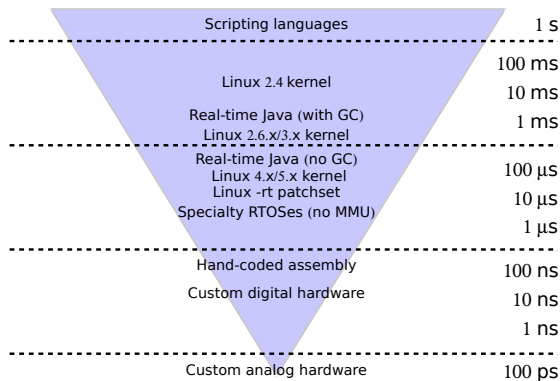 Scripting languages
1 s
100 ms
Linux 2.4 kernel
10 ms
Real-time Java (with GC)
1 ms
Linux 2.6.x/3.x kernel
Real-time Java (no GC)
100 μs
Linux 4.x/5.x kernel
Linux -rt patchset
10 μs
Specialty RTOSes (no MMU)
1 μs
Hand-coded assembly
100 ns
Custom digital hardware
10 ns
1 ns
Custom analog hardware
100 ps